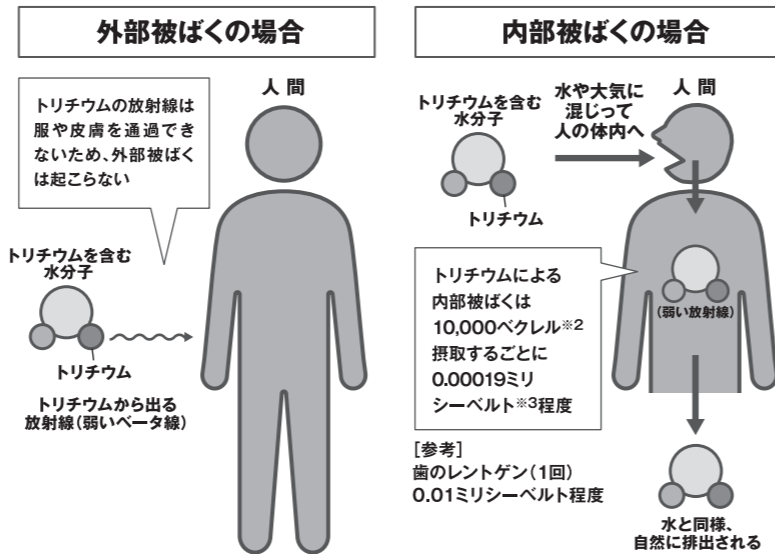 外部被ばくの場合
人間
トリチウムの放射線は
服や皮膚を通過でき
ないため、外部被ばく
は起こらない
トリチウムを含む
水分子
トリチウム
トリチウムから出る
放射線(弱いベータ線)
内部被ばくの場合
トリチウムを含む
水分子
トリチウム
水や大気に
混じって
人の体内へ
人間
トリチウムによる
内部被ばくは
10,000ベクレル※2
摂取するごとに
0.00019ミリ
シーベルト※3程度
(弱い放射線)
[参考]
歯のレントゲン(1回)
0.01ミリシーベルト程度
水と同様、
自然に排出される